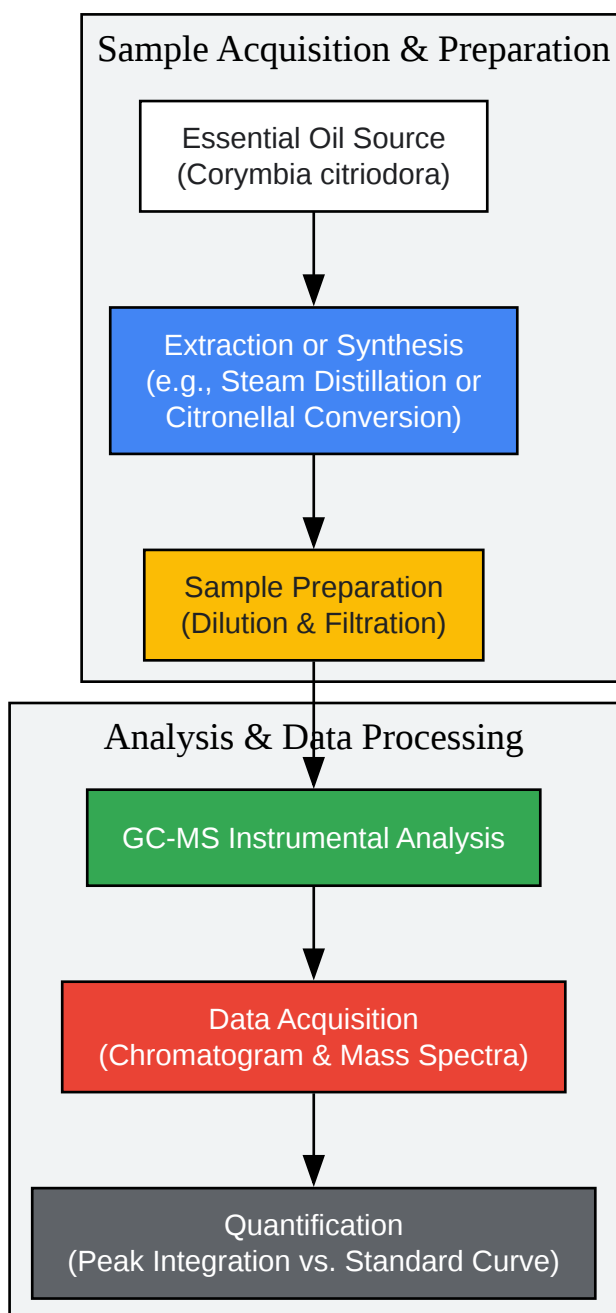 Sample Acquisition & Preparation
Essential Oil Source
(Corymbia citriodora)
Extraction or Synthesis
(e.g., Steam Distillation or
Citronellal Conversion)
Sample Preparation
(Dilution & Filtration)
Analysis & Data Processing
GC-MS Instrumental Analysis
Data Acquisition
(Chromatogram & Mass Spectra)
Quantification
(Peak Integration vs. Standard Curve)